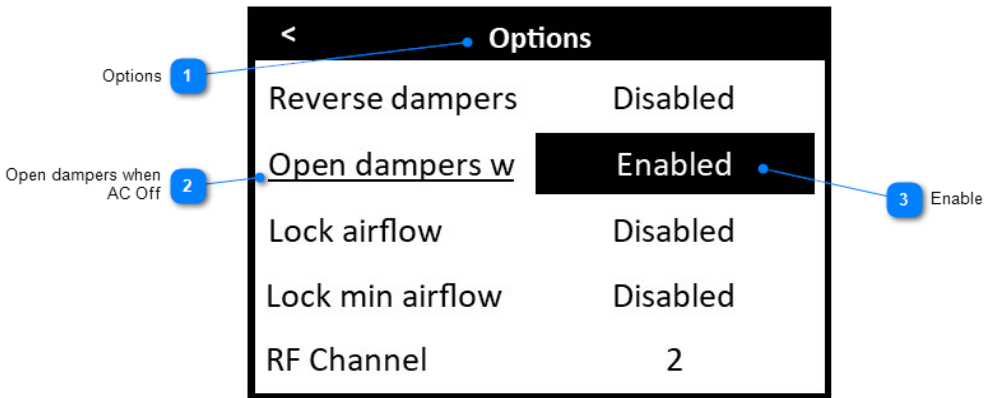 < Options
Options 1
Reverse dampers Disabled
Open dampers when
AC Off 2
Open dampers w Enabled
3 Enable
Lock airflow Disabled
Lock min airflow Disabled
RF Channel 2